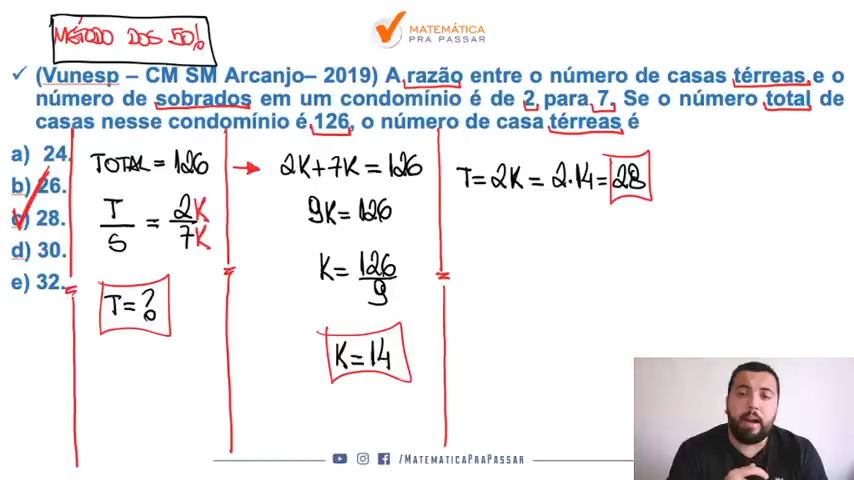 MÉTODO DOS 50%
MATEMÁTICA
PRA PASSAR
✓ (Vunesp – CM SM Arcanjo– 2019) A razão entre o número de casas térreas e o
número de sobrados em um condomínio é de 2 para 7. Se o número total de
casas nesse condomínio é 126, o número de casa térreas é
a) 24.
b) 26.
c) 28.
d) 30.
e) 32.
TOTAL = 126
T/S = 2K/7K
T = ?
2K + 7K = 126
9K = 126
K = 126/9
K = 14
T = 2K = 2.14 = 28
/MatematicaPraPassar